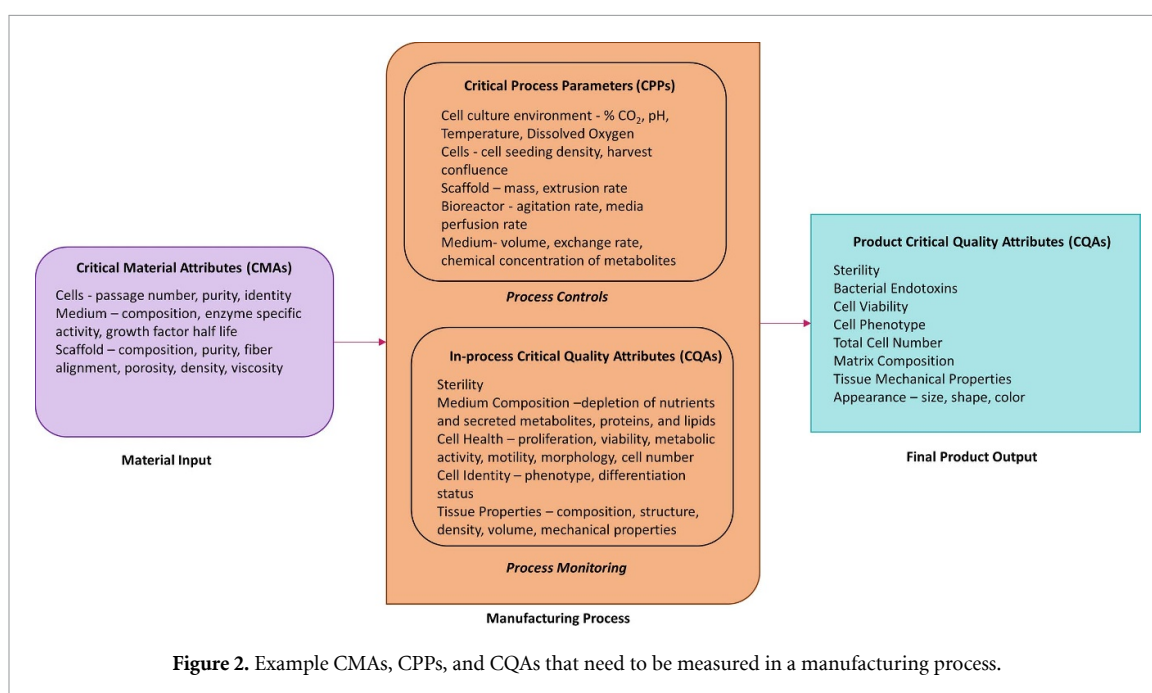 Critical Material Attributes (CMAs)
Cells - passage number, purity, identity
Medium – composition, enzyme specific
activity, growth factor half life
Scaffold – composition, purity, fiber
alignment, porosity, density, viscosity
Material Input
Critical Process Parameters (CPPs)
Cell culture environment - % CO₂, pH,
Temperature, Dissolved Oxygen
Cells - cell seeding density, harvest
confluence
Scaffold – mass, extrusion rate
Bioreactor - agitation rate, media
perfusion rate
Medium- volume, exchange rate,
chemical concentration of metabolites
Process Controls
In-process Critical Quality Attributes (CQAs)
Sterility
Medium Composition –depletion of nutrients
and secreted metabolites, proteins, and lipids
Cell Health – proliferation, viability, metabolic
activity, motility, morphology, cell number
Cell Identity – phenotype, differentiation
status
Tissue Properties – composition, structure,
density, volume, mechanical properties
Process Monitoring
Manufacturing Process
Product Critical Quality Attributes (CQAs)
Sterility
Bacterial Endotoxins
Cell Viability
Cell Phenotype
Total Cell Number
Matrix Composition
Tissue Mechanical Properties
Appearance – size, shape, color
Final Product Output
Figure 2. Example CMAs, CPPs, and CQAs that need to be measured in a manufacturing process.